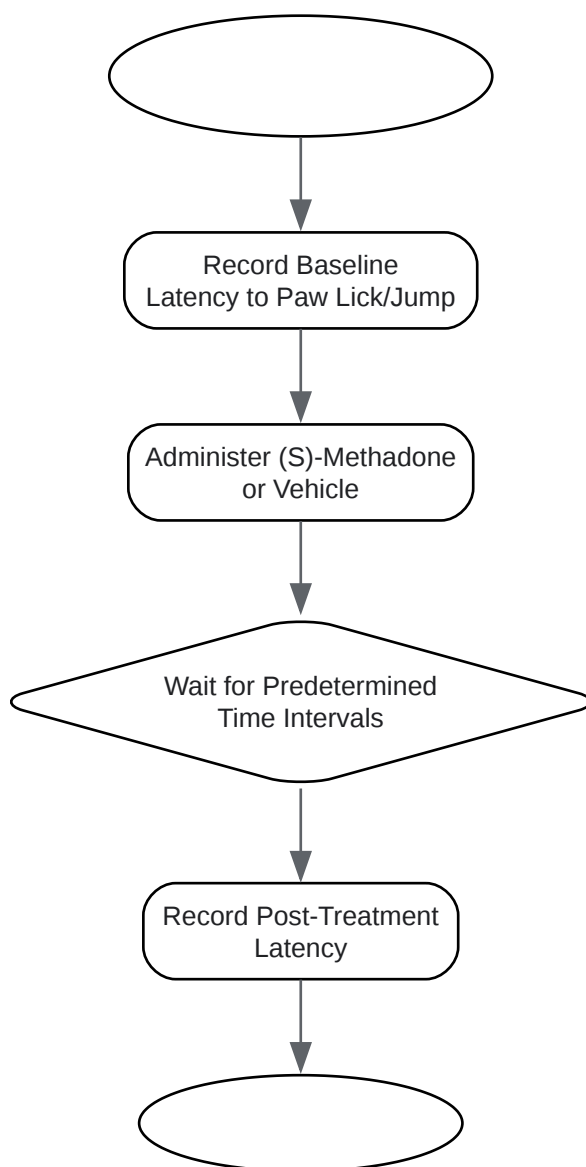 Record Baseline
Latency to Paw Lick/Jump
Administer (S)-Methadone
or Vehicle
Wait for Predetermined
Time Intervals
Record Post-Treatment
Latency